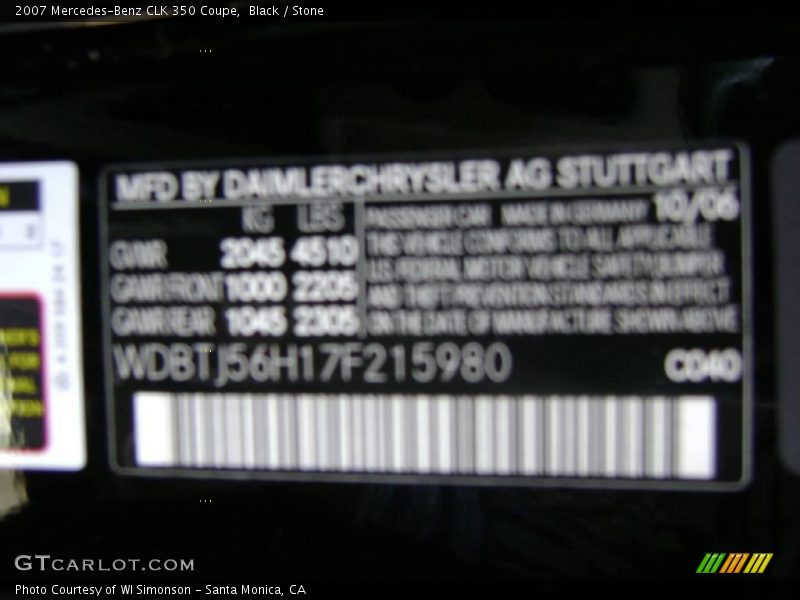 2007 Mercedes-Benz CLK 350 Coupe, Black / Stone
MFD BY DAIMLERCHRYSLER AG STUTTGART
KG LBS PASSENGER CAR MADE IN GERMANY 10/06
GVWR 2045 4510 THIS VEHICLE CONFORMS TO ALL APPLICABLE
GAWR FRONT 1000 2205 U.S. FEDERAL MOTOR VEHICLE SAFETY BUMPER
AND THEFT PREVENTION STANDARDS IN EFFECT
GAWR REAR 1045 2305 ON THE DATE OF MANUFACTURE SHOWN ABOVE
WDBTJ56H17F215980 C040
GTCARLOT.COM
Photo Courtesy of WI Simonson – Santa Monica, CA